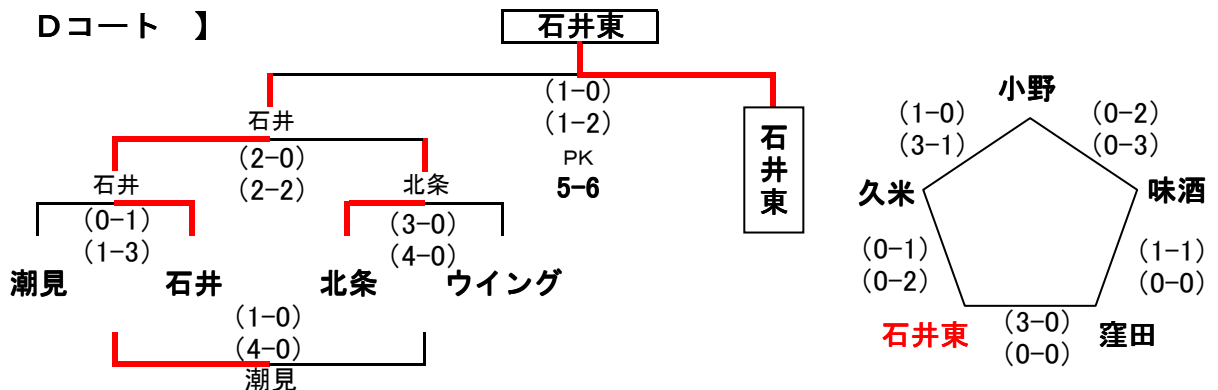 Dコート 】
石井東
(1-0)
(1-2)
PK
5-6
石井東
石井
(2-0)
(2-2)
石井
(0-1)
(1-3)
北条
(3-0)
(4-0)
潮見
石井
北条
ウイング
(1-0)
(4-0)
潮見
小野
(1-0)
(3-1)
(0-2)
(0-3)
久米
味酒
(0-1)
(0-2)
(1-1)
(0-0)
石井東
(3-0)
(0-0)
窪田